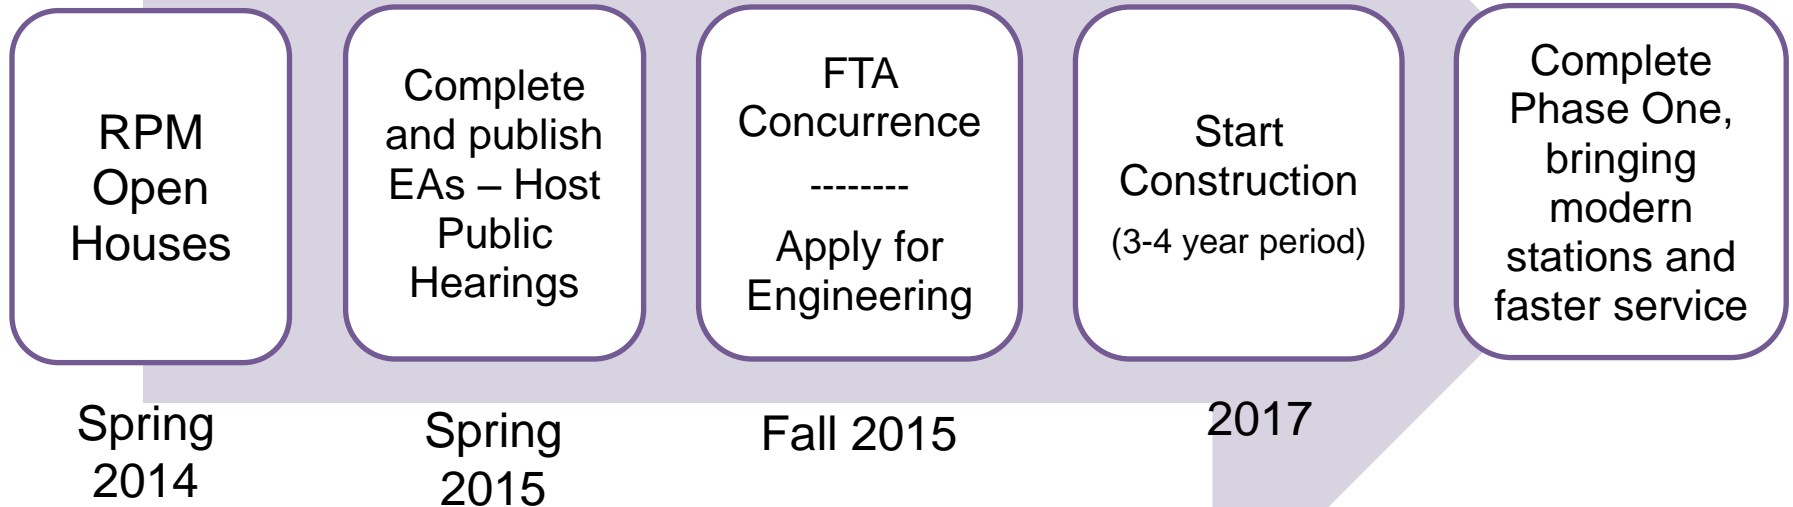 RPM
Open
Houses
Complete
and publish
EAs – Host
Public
Hearings
FTA
Concurrence
--------
Apply for
Engineering
Start
Construction
(3-4 year period)
Complete
Phase One,
bringing
modern
stations and
faster service
Spring
2014
Spring
2015
Fall 2015
2017